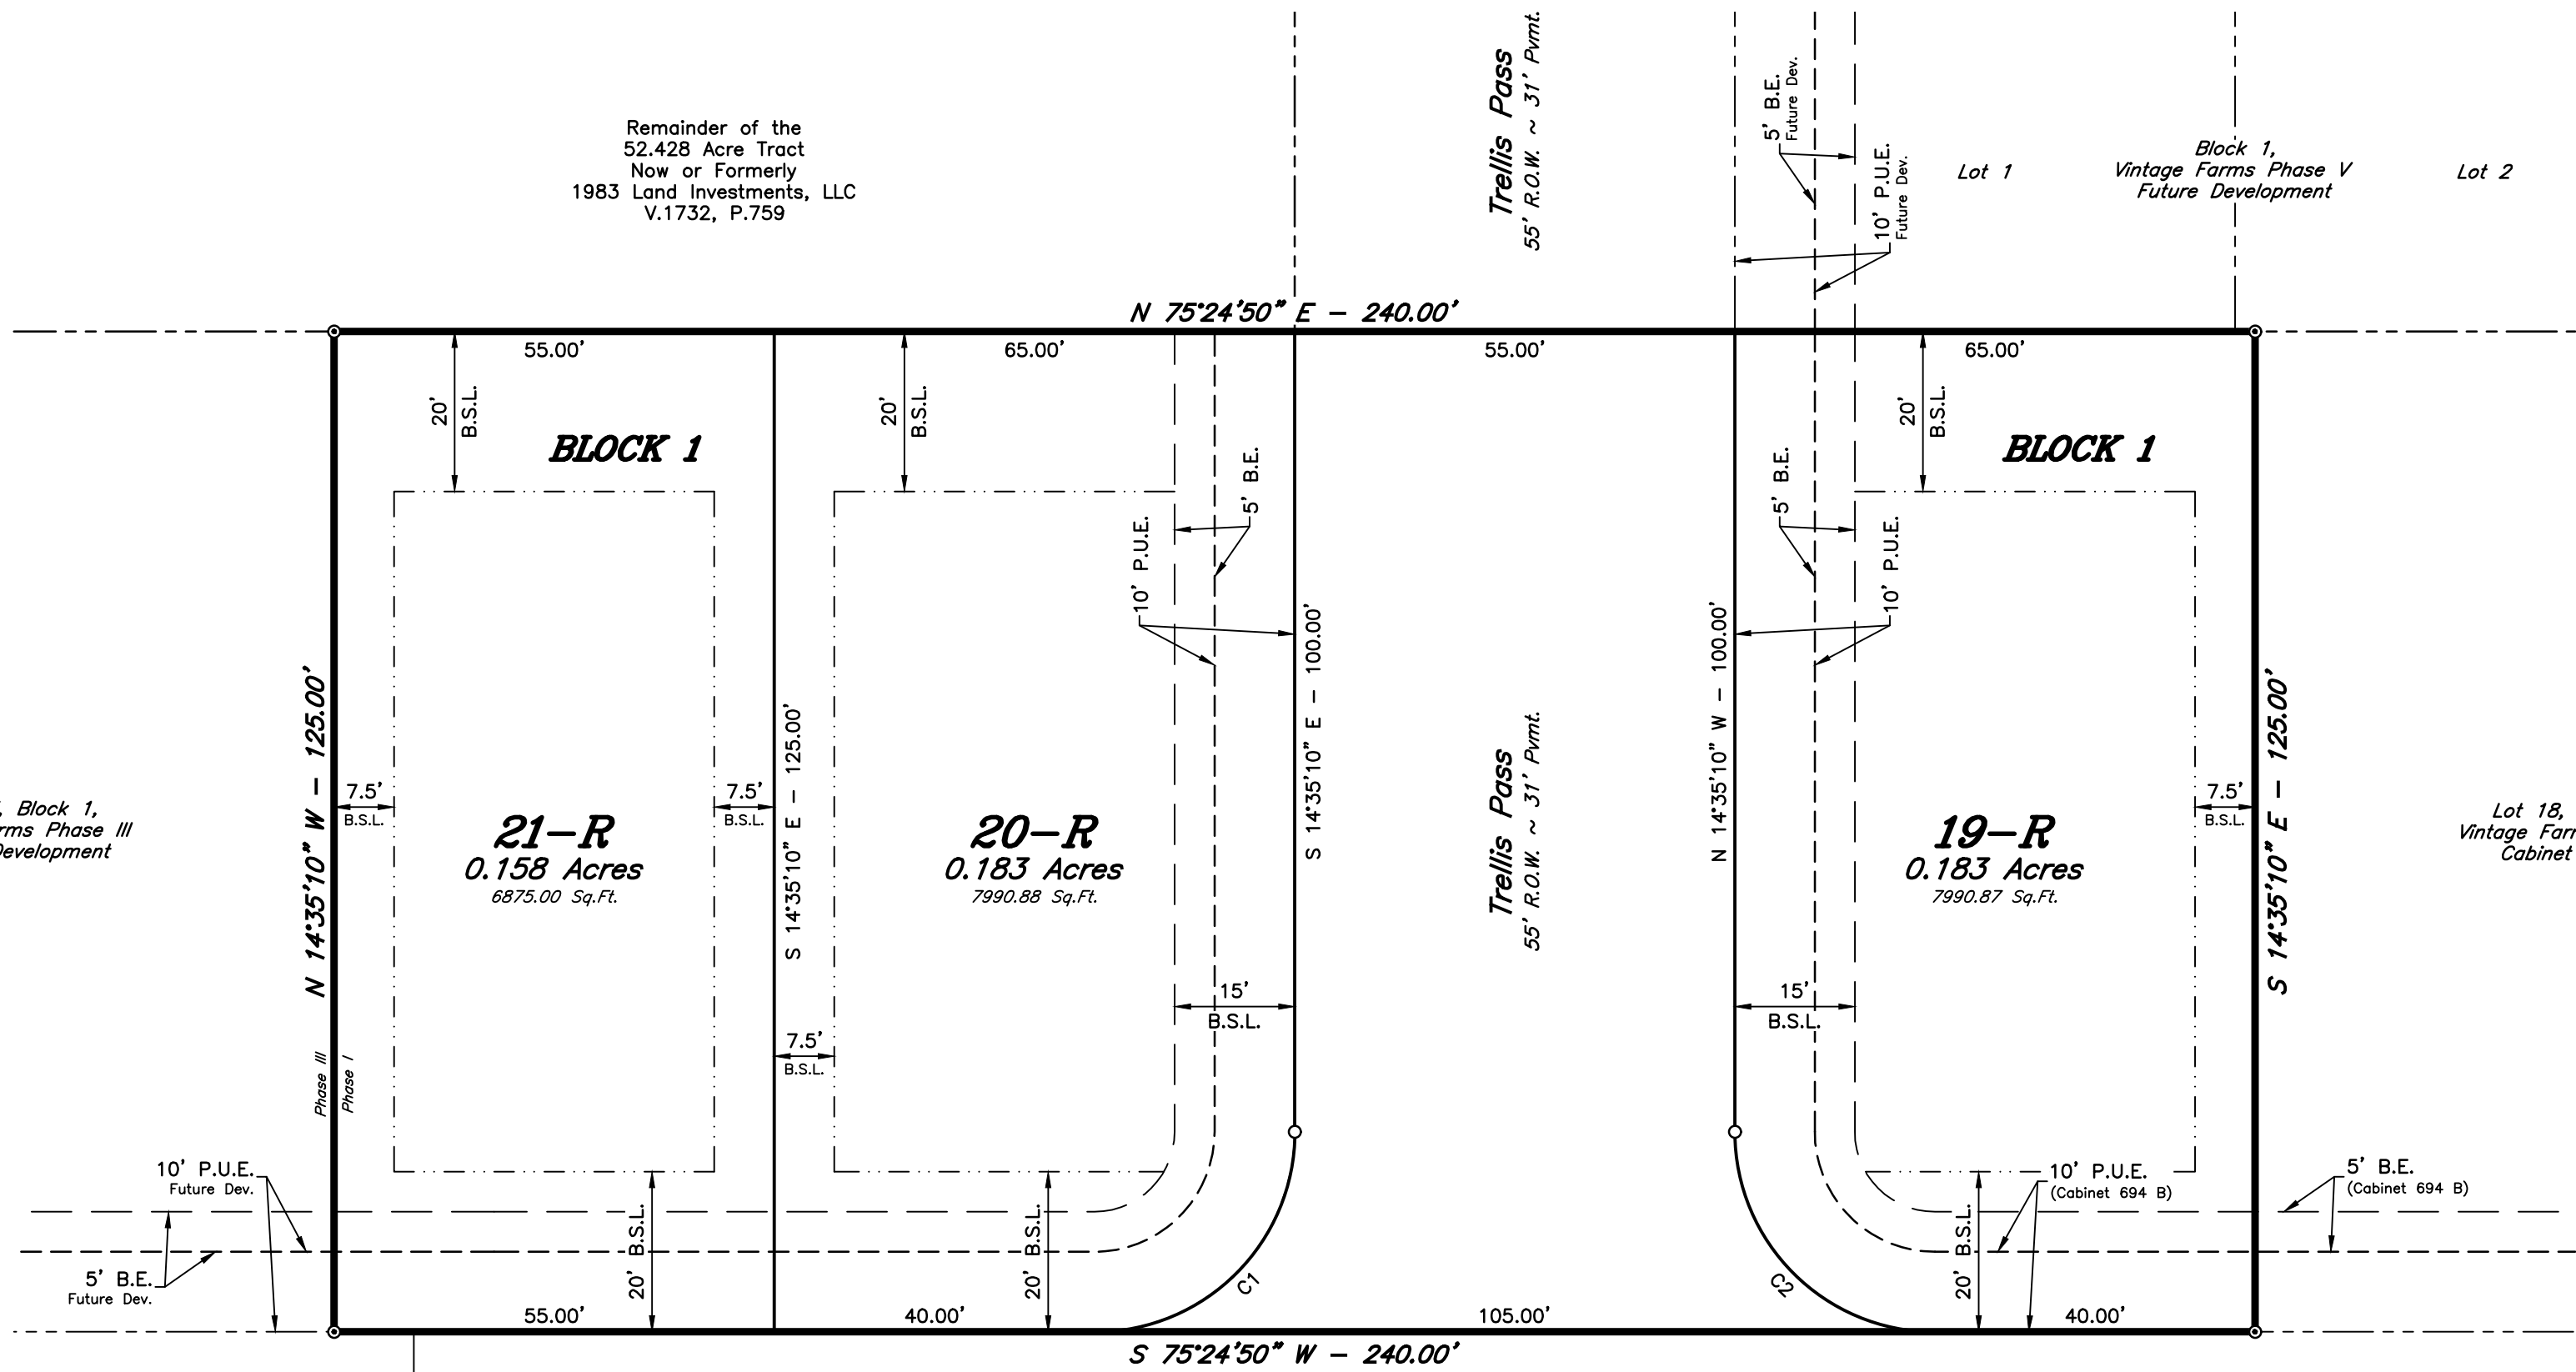 Remainder of the
52.428 Acre Tract
Now or Formerly
1983 Land Investments, LLC
V.1732, P.759
Trellis Pass
55' R.O.W. ~ 31' Pvmt.
5' B.E.
Future Dev.
10' P.U.E.
Future Dev.
Lot 1
Block 1,
Vintage Farms Phase V
Future Development
Lot 2
N 75°24'50" E - 240.00'
55.00'
65.00'
55.00'
65.00'
20'
B.S.L.
20'
B.S.L.
20'
B.S.L.
BLOCK 1
BLOCK 1
5' B.E.
10' P.U.E.
5' B.E.
10' P.U.E.
N 14°35'10" W - 125.00'
S 14°35'10" E - 125.00'
S 14°35'10" E - 100.00'
N 14°35'10" W - 100.00'
S 14°35'10" E - 125.00'
Trellis Pass
55' R.O.W. ~ 31' Pvmt.
7.5'
B.S.L.
7.5'
B.S.L.
7.5'
B.S.L.
, Block 1,
rms Phase III
Development
21-R
0.158 Acres
6875.00 Sq.Ft.
20-R
0.183 Acres
7990.88 Sq.Ft.
19-R
0.183 Acres
7990.87 Sq.Ft.
Lot 18,
Vintage Far
Cabinet
15'
B.S.L.
15'
B.S.L.
7.5'
B.S.L.
Phase III
Phase I
10' P.U.E.
Future Dev.
5' B.E.
Future Dev.
20' B.S.L.
20' B.S.L.
20' B.S.L.
10' P.U.E.
(Cabinet 694 B)
5' B.E.
(Cabinet 694 B)
C1
C2
55.00'
40.00'
105.00'
40.00'
S 75°24'50" W - 240.00'